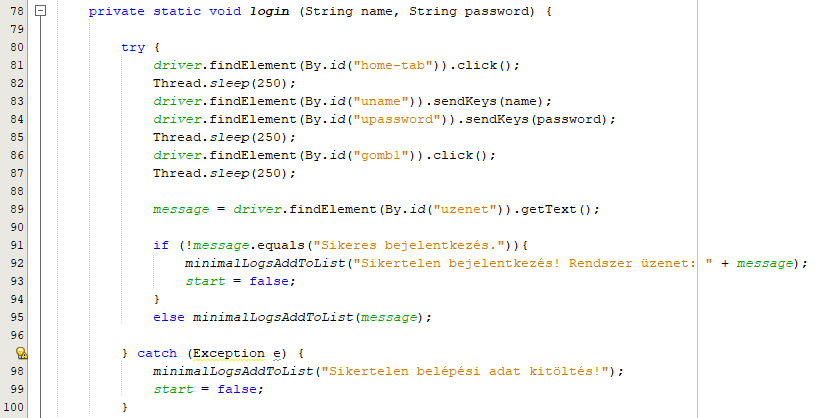 78 private static void login (String name, String password) {
79
80 try {
81 driver.findElement(By.id("home-tab")).click();
82 Thread.sleep(250);
83 driver.findElement(By.id("uname")).sendKeys(name);
84 driver.findElement(By.id("upassword")).sendKeys(password);
85 Thread.sleep(250);
86 driver.findElement(By.id("gomb1")).click();
87 Thread.sleep(250);
88
89 message = driver.findElement(By.id("uzenet")).getText();
90
91 if (!message.equals("Sikeres bejelentkezés.")){
92 minimalLogsAddToList("Sikertelen bejelentkezés! Rendszer üzenet: " + message);
93 start = false;
94 }
95 else minimalLogsAddToList(message);
96
} catch (Exception e) {
98 minimalLogsAddToList("Sikertelen belépési adat kitöltés!");
99 start = false;
100 }